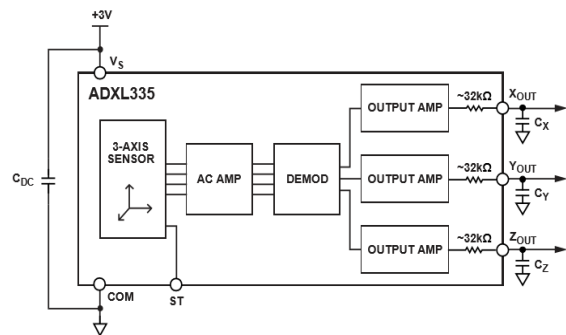 +3V
V_S
ADXL335
3-AXIS
SENSOR
AC AMP
DEMOD
OUTPUT AMP
~32kΩ
X_OUT
C_X
OUTPUT AMP
~32kΩ
Y_OUT
C_Y
OUTPUT AMP
~32kΩ
Z_OUT
C_Z
C_DC
COM
ST